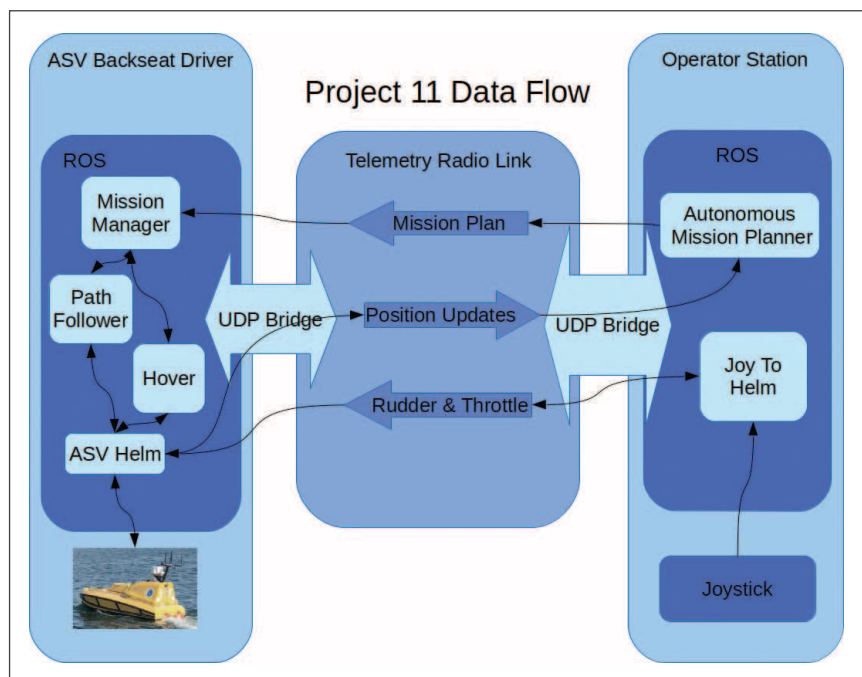 Project 11 Data Flow
ASV Backseat Driver
ROS
Mission
Manager
Path
Follower
Hover
ASV Helm
UDP Bridge
Telemetry Radio Link
Mission Plan
Position Updates
Rudder & Throttle
UDP Bridge
Operator Station
ROS
Autonomous
Mission Planner
Joy To
Helm
Joystick